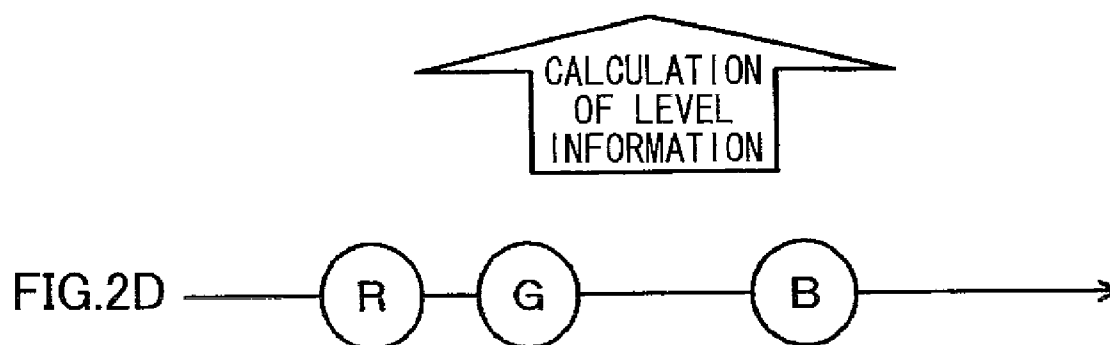 CALCULATION
OF LEVEL
INFORMATION
FIG.2D R G B